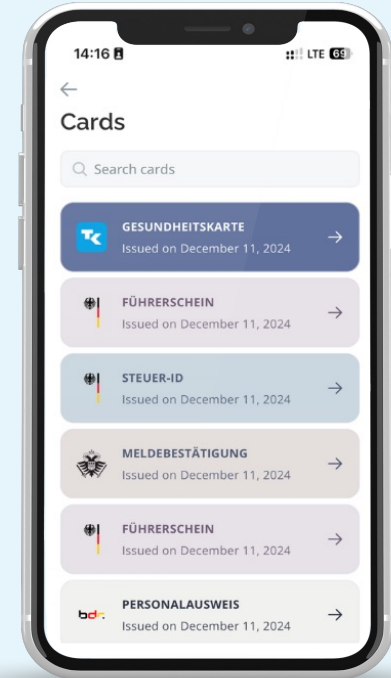 14:16
LTE 69
Cards
Search cards
TK
GESUNDHEITSKARTE
Issued on December 11, 2024
FÜHRERSCHEIN
Issued on December 11, 2024
STEUER-ID
Issued on December 11, 2024
MELDEBESTÄTIGUNG
Issued on December 11, 2024
FÜHRERSCHEIN
Issued on December 11, 2024
bdr.
PERSONALAUSWEIS
Issued on December 11, 2024